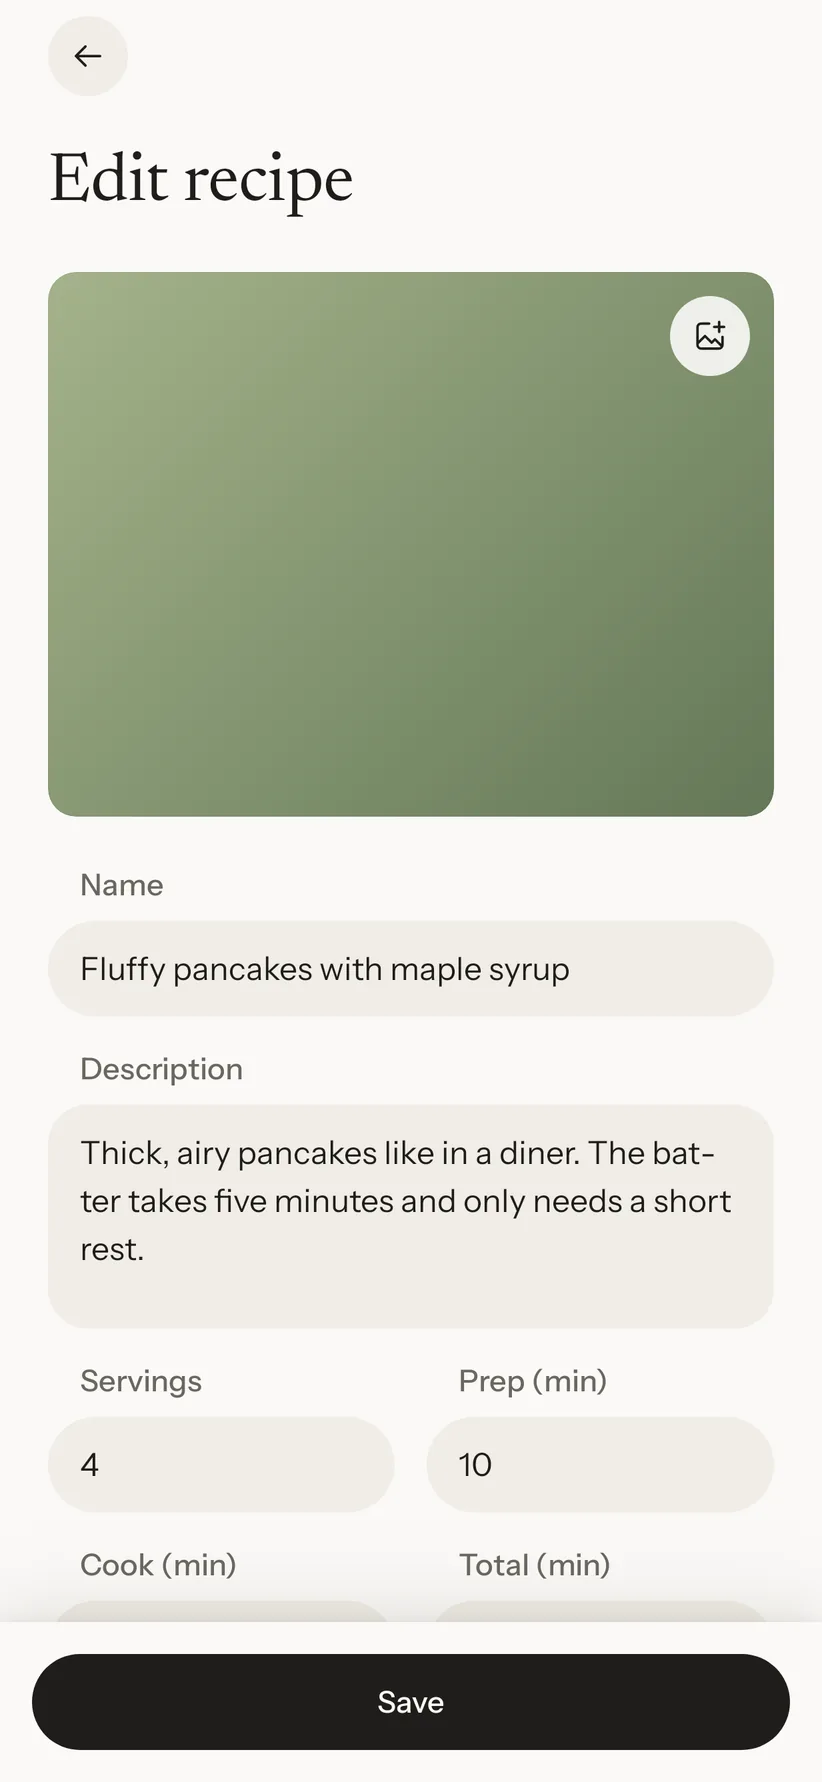 Edit recipe
Name
Fluffy pancakes with maple syrup
Description
Thick, airy pancakes like in a diner. The bat-
ter takes five minutes and only needs a short
rest.
Servings
Prep (min)
4
10
Cook (min)
Total (min)
Save